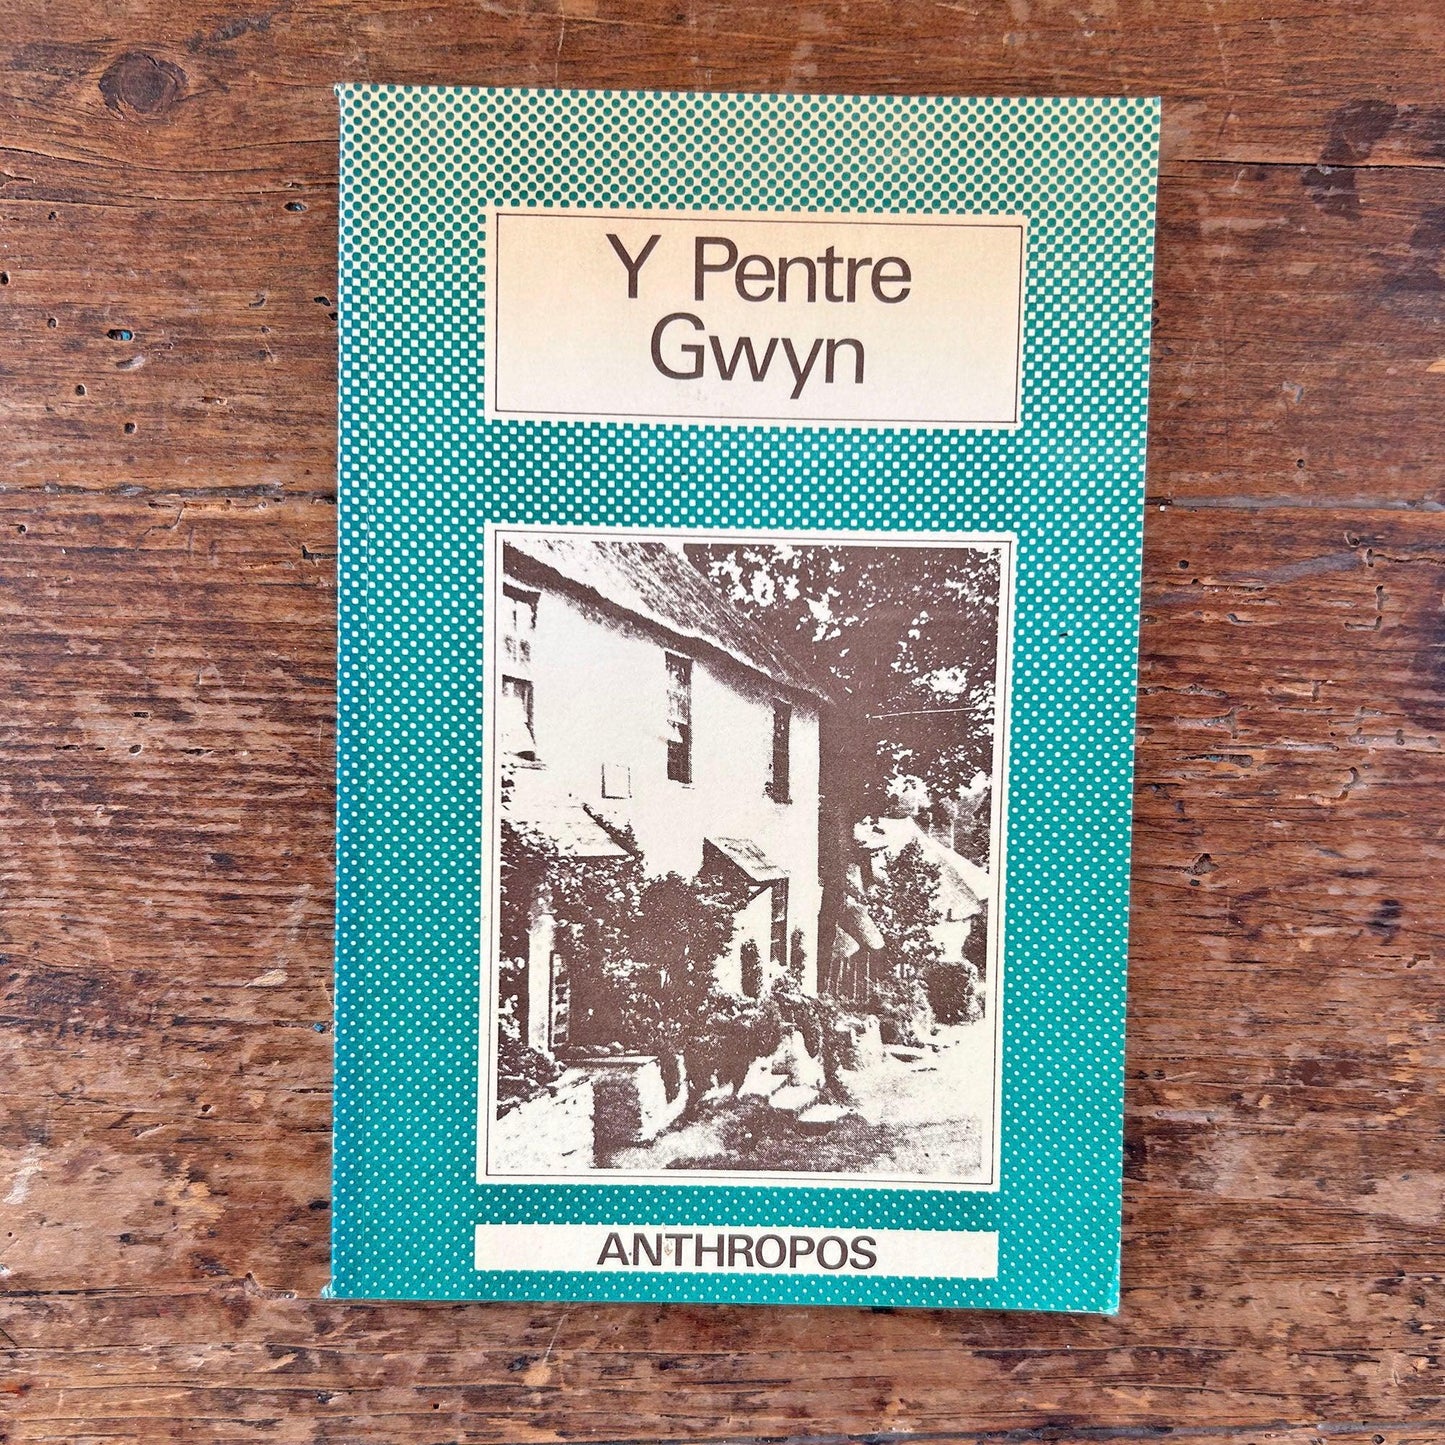 Y Pentre
Gwyn
ANTHROPOS